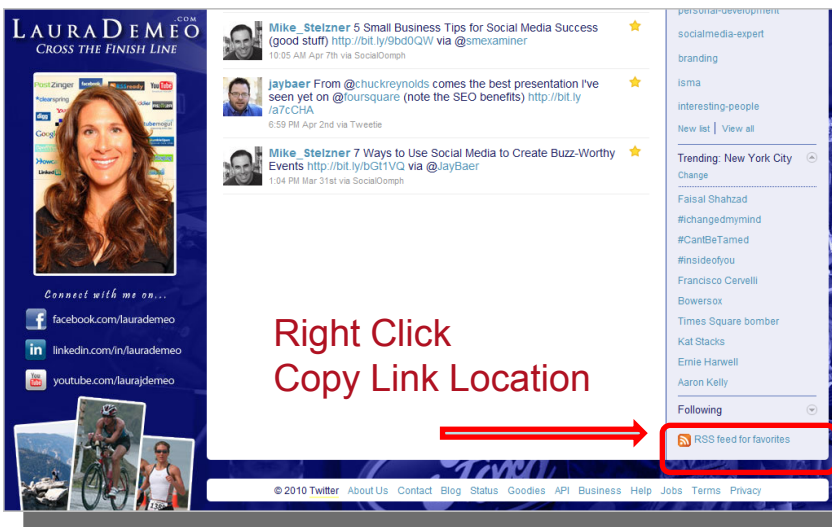 LAURADEMEO.COM
CROSS THE FINISH LINE
PostZinger
clearspring
digg
Connect with me on...
facebook.com/laurademeo
linkedin.com/in/laurademeo
youtube.com/laurajdemeo
Mike_Stelzner 5 Small Business Tips for Social Media Success
(good stuff) http://bit.ly/9bd0QW via @smexaminer
10:05 AM Apr 7th via SocialOomph
jaybaer From @chuckreynolds comes the best presentation I've
seen yet on @foursquare (note the SEO benefits) http://bit.ly
/a7cCHA
6:59 PM Apr 2nd via Tweetie
Mike_Stelzner 7 Ways to Use Social Media to Create Buzz-Worthy
Events http://bit.ly/bGt1VQ via @JayBaer
1:04 PM Mar 31st via SocialOomph
Right Click
Copy Link Location
personal-development
socialmedia-expert
branding
isma
interesting-people
New list | View all
Trending: New York City
Change
Faisal Shahzad
#ichangedmymind
#CantBeTamed
#insideofyou
Francisco Cervelli
Bowersox
Times Square bomber
Kat Stacks
Ernie Harwell
Aaron Kelly
Following
RSS feed for favorites
© 2010 Twitter About Us Contact Blog Status Goodies API Business Help Jobs Terms Privacy